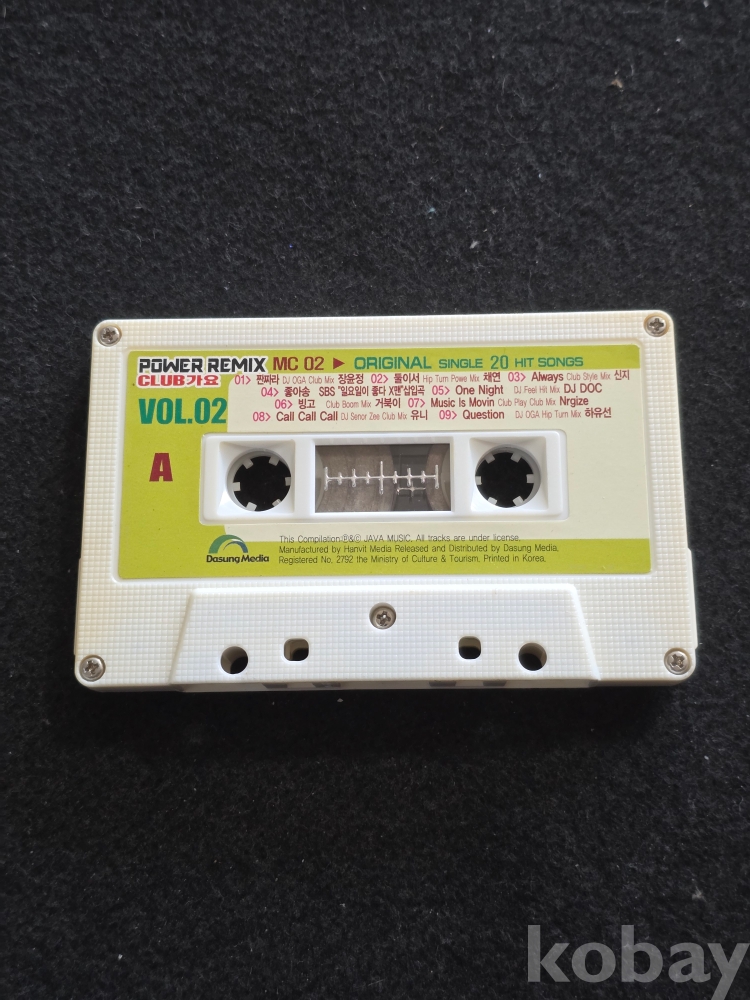 POWER REMIX MC 02 ▶ ORIGINAL SINGLE 20 HIT SONGS
CLUB가요 01> 짠짜라 DJ OGA Club Mix 장윤정 02> 둘이서 Hip Turn Powe Mix 채연 03> Always Club Style Mix 신지
04> 좋아송 SBS "일요일이 좋다 X맨"삽입곡 05> One Night DJ Feel Hit Mix DJ DOC
VOL.02
06> 빙고 Club Boom Mix 거북이 07> Music Is Movin Club Play Club Mix Nrgize
08> Call Call Call DJ Senor Zee Club Mix 유니 09> Question DJ OGA Hip Turn Mix 하유선
A
This Compilation℗&© JAVA MUSIC. All tracks are under license.
Manufactured by Hanvit Media Released and Distributed by Dasung Media.
Registered No. 2792 the Ministry of Culture & Tourism. Printed in Korea.
Dasung Media
kobay